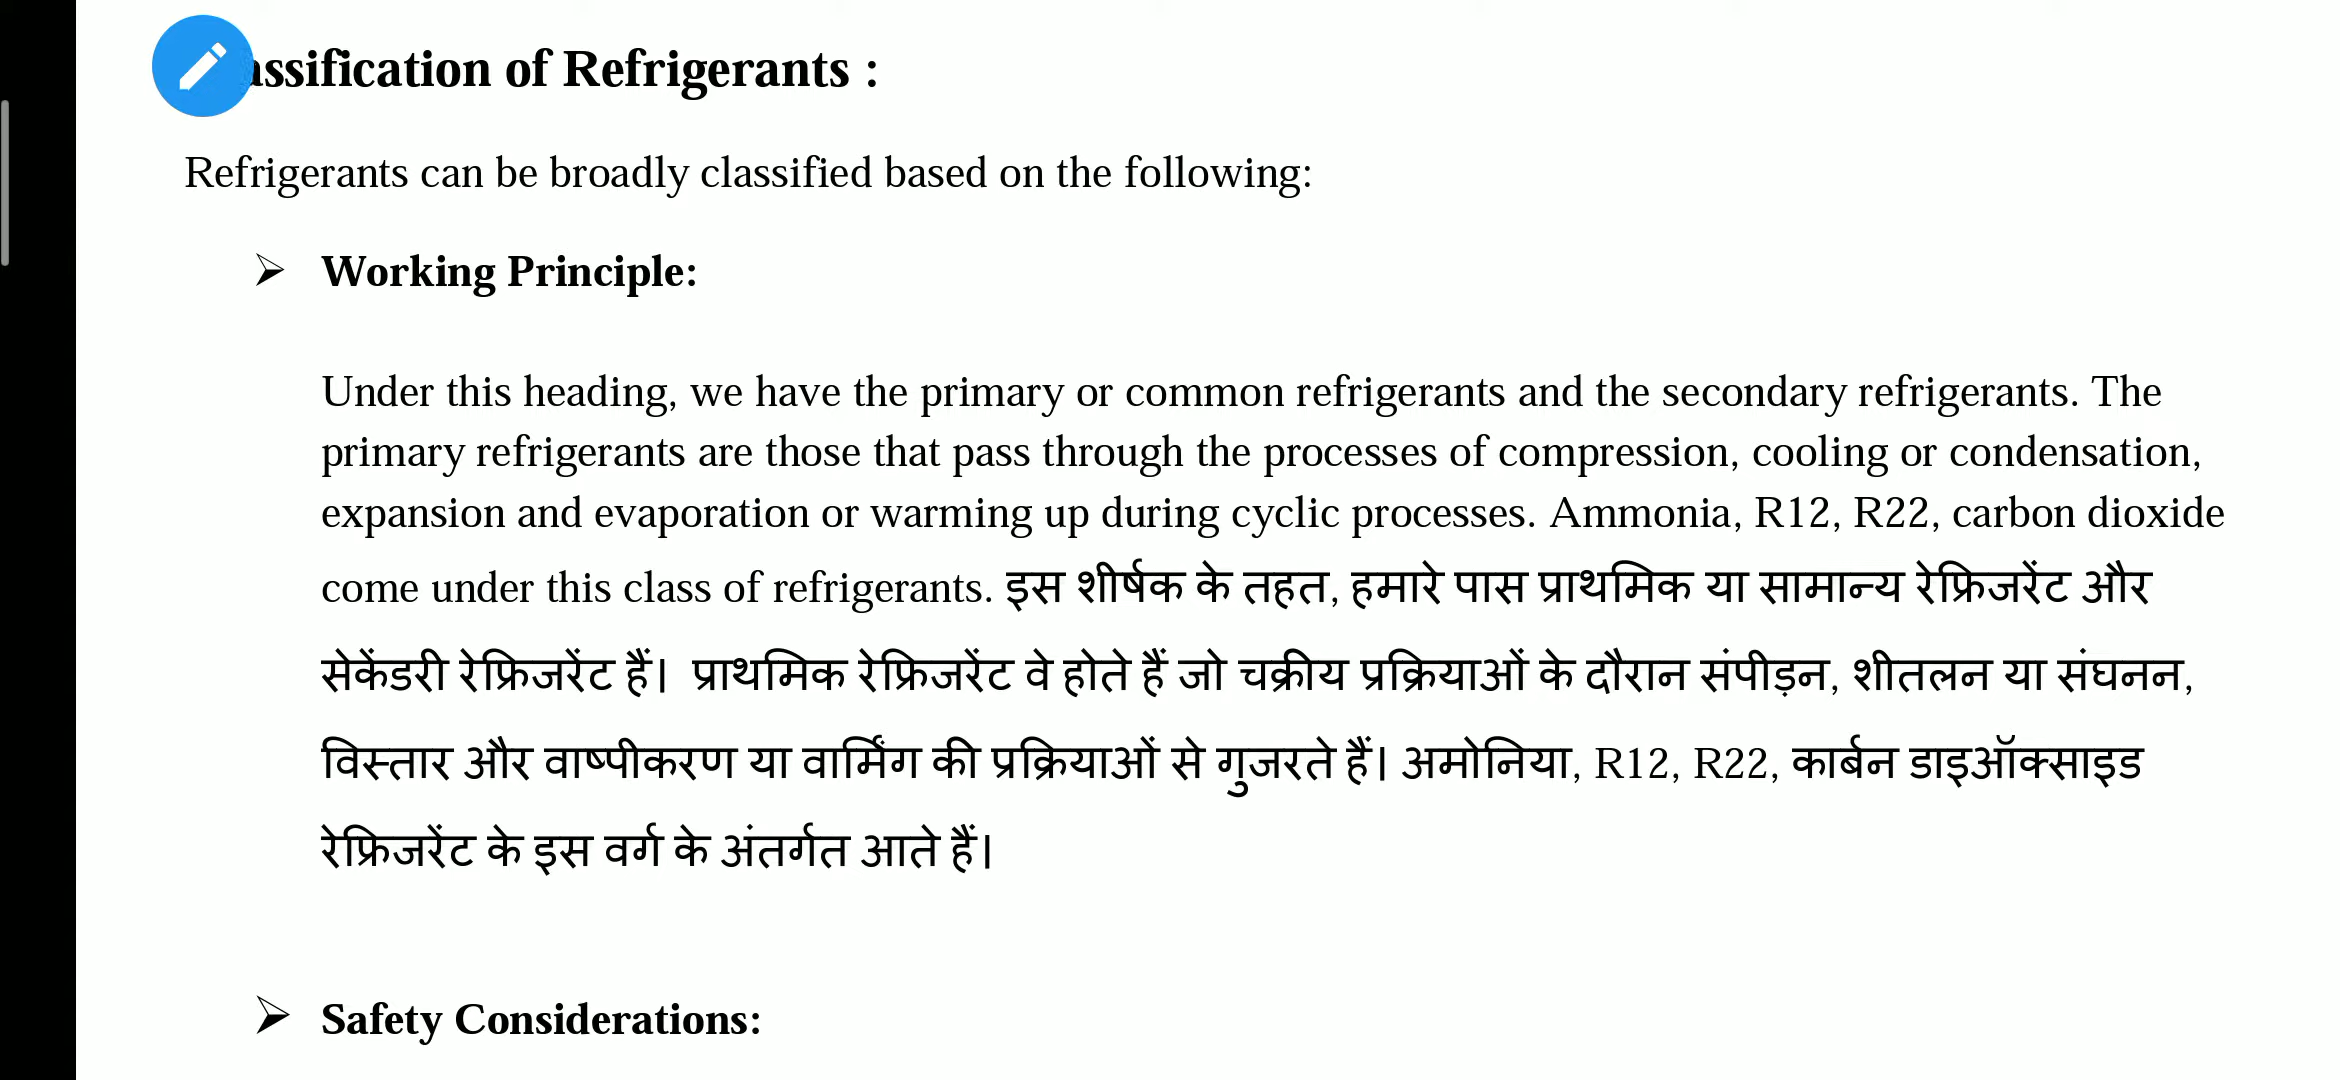 assification of Refrigerants :
Refrigerants can be broadly classified based on the following:
➢ Working Principle:
Under this heading, we have the primary or common refrigerants and the secondary refrigerants. The
primary refrigerants are those that pass through the processes of compression, cooling or condensation,
expansion and evaporation or warming up during cyclic processes. Ammonia, R12, R22, carbon dioxide
come under this class of refrigerants. इस शीर्षक के तहत, हमारे पास प्राथमिक या सामान्य रेफ्रिजरेंट और
सेकेंडरी रेफ्रिजरेंट हैं। प्राथमिक रेफ्रिजरेंट वे होते हैं जो चक्रीय प्रक्रियाओं के दौरान संपीड़न, शीतलन या संघनन,
विस्तार और वाष्पीकरण या वार्मिंग की प्रक्रियाओं से गुजरते हैं। अमोनिया, R12, R22, कार्बन डाइऑक्साइड
रेफ्रिजरेंट के इस वर्ग के अंतर्गत आते हैं।
➢ Safety Considerations: